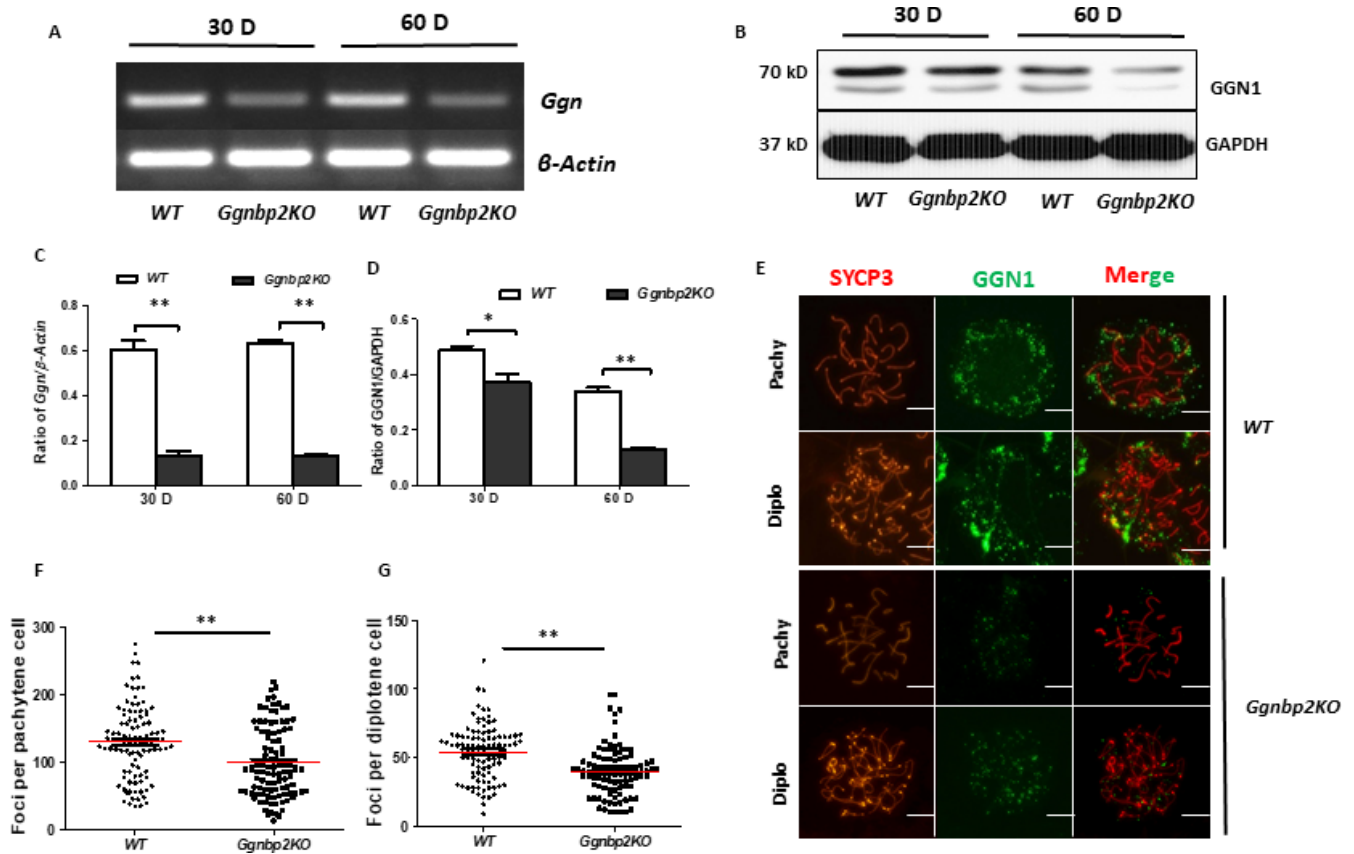 A
30 D
60 D
Ggn
β-Actin
WT
Ggnbp2KO
WT
Ggnbp2KO
B
30 D
60 D
70 kD
GGN1
37 kD
GAPDH
WT
Ggnbp2KO
WT
Ggnbp2KO
C
WT
Ggnbp2KO
**
**
Ratio of Ggn/β-Actin
0.8
0.6
0.4
0.2
0.0
30 D
60 D
D
WT
Ggnbp2KO
*
**
Ratio of GGN1/GAPDH
0.6
0.4
0.2
0.0
30 D
60 D
E
SYCP3
GGN1
Merge
Pachy
Diplo
WT
Pachy
Diplo
Ggnbp2KO
F
**
Foci per pachytene cell
300
200
100
0
WT
Ggnbp2KO
G
**
Foci per diplotene cell
150
100
50
0
WT
Ggnbp2KO